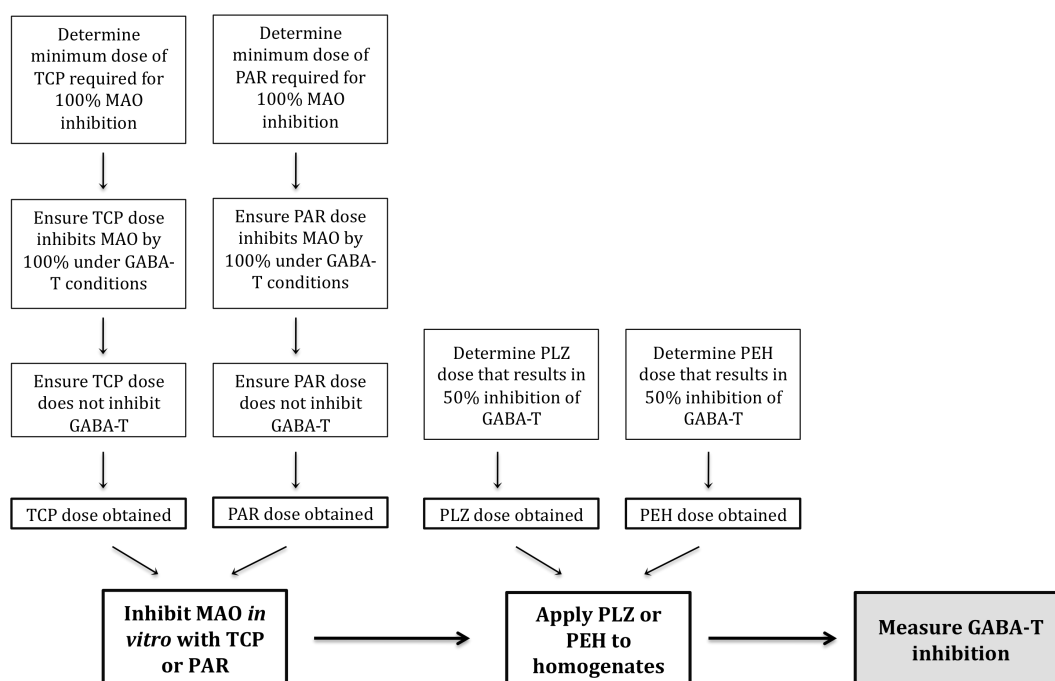 Determine
minimum dose of
TCP required for
100% MAO
inhibition
Determine
minimum dose of
PAR required for
100% MAO
inhibition
Ensure TCP dose
inhibits MAO by
100% under GABA-
T conditions
Ensure PAR dose
inhibits MAO by
100% under GABA-
T conditions
Ensure TCP dose
does not inhibit
GABA-T
Ensure PAR dose
does not inhibit
GABA-T
Determine PLZ
dose that results in
50% inhibition of
GABA-T
Determine PEH
dose that results in
50% inhibition of
GABA-T
TCP dose obtained
PAR dose obtained
PLZ dose obtained
PEH dose obtained
Inhibit MAO in
vitro with TCP
or PAR
Apply PLZ or
PEH to
homogenates
Measure GABA-T
inhibition